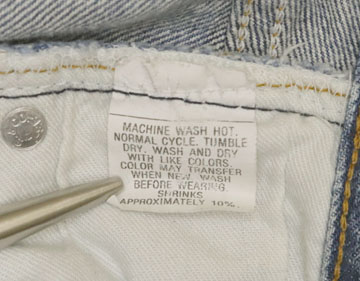 MACHINE WASH HOT.
NORMAL CYCLE. TUMBLE
DRY. WASH AND DRY
WITH LIKE COLORS.
COLOR MAY TRANSFER
WHEN NEW. WASH
BEFORE WEARING.
SHRINKS
APPROXIMATELY 10%.